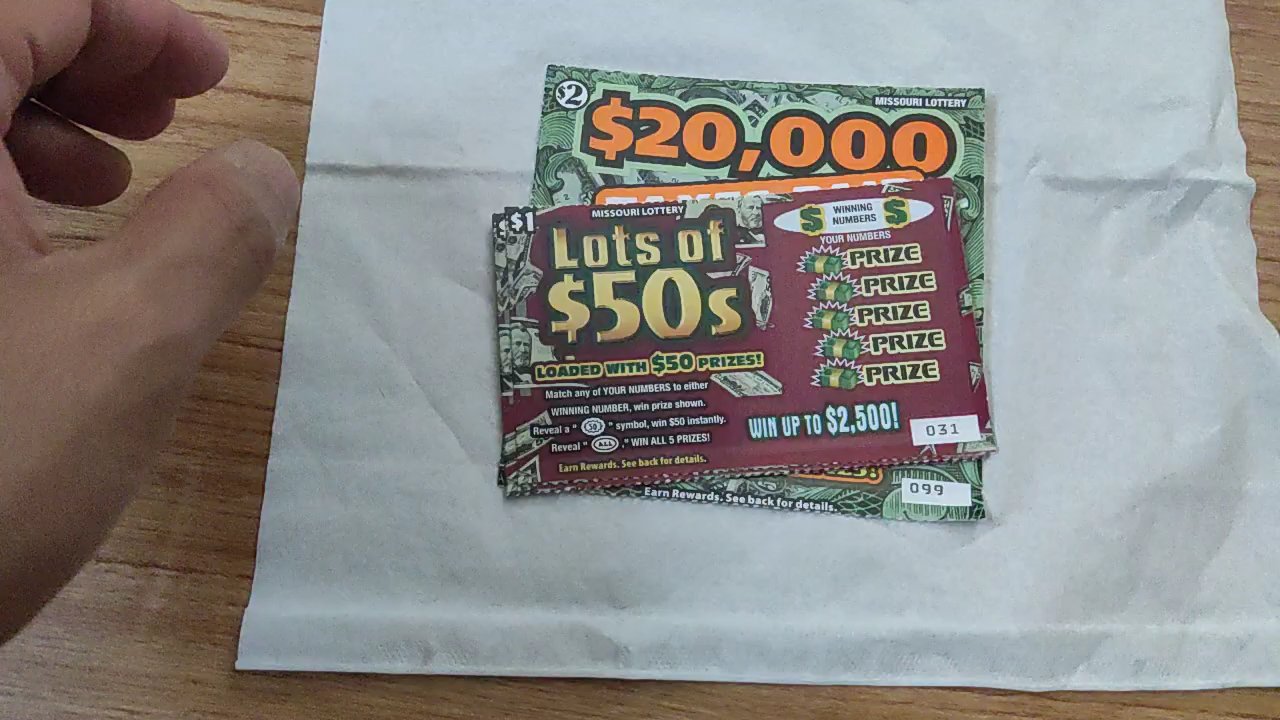 $2
MISSOURI LOTTERY
$20,000
$1
MISSOURI LOTTERY
Lots of
$50s
LOADED WITH $50 PRIZES!
Match any of YOUR NUMBERS to either
WINNING NUMBER, win prize shown.
Reveal a " 50 " symbol, win $50 instantly.
Reveal " ALL ," WIN ALL 5 PRIZES!
Earn Rewards. See back for details.
$ WINNING NUMBERS $
YOUR NUMBERS
PRIZE
PRIZE
PRIZE
PRIZE
PRIZE
WIN UP TO $2,500!
031
Earn Rewards. See back for details.
099